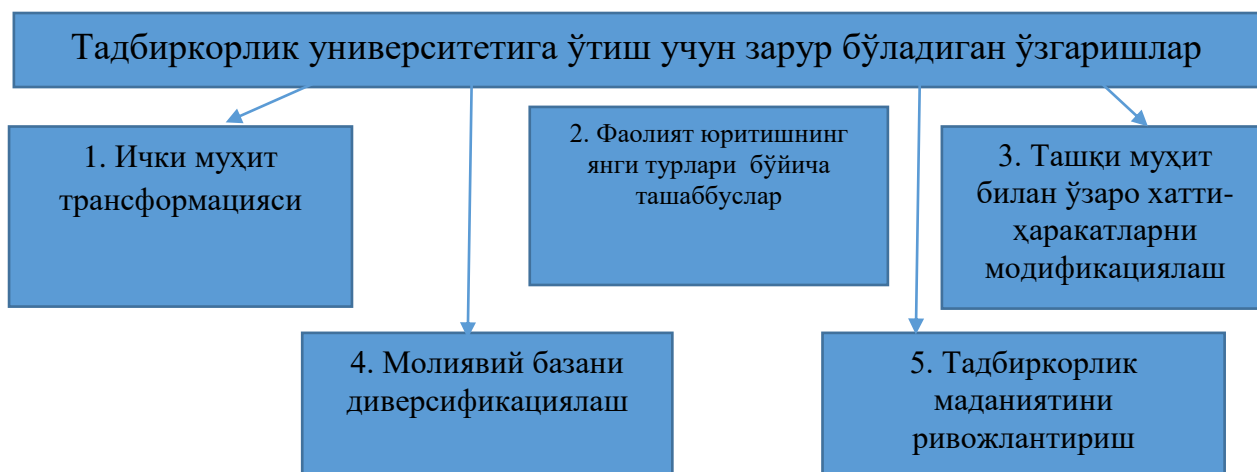 Тадбиркорлик университетига ўтиш учун зарур бўладиган ўзгаришлар
1. Ички муҳит
трансформацияси
2. Фаолият юритишнинг
янги турлари бўйича
ташаббуслар
3. Ташқи муҳит
билан ўзаро хатти-
ҳаракатларни
модификациялаш
4. Молиявий базани
диверсификациялаш
5. Тадбиркорлик
маданиятини
ривожлантириш